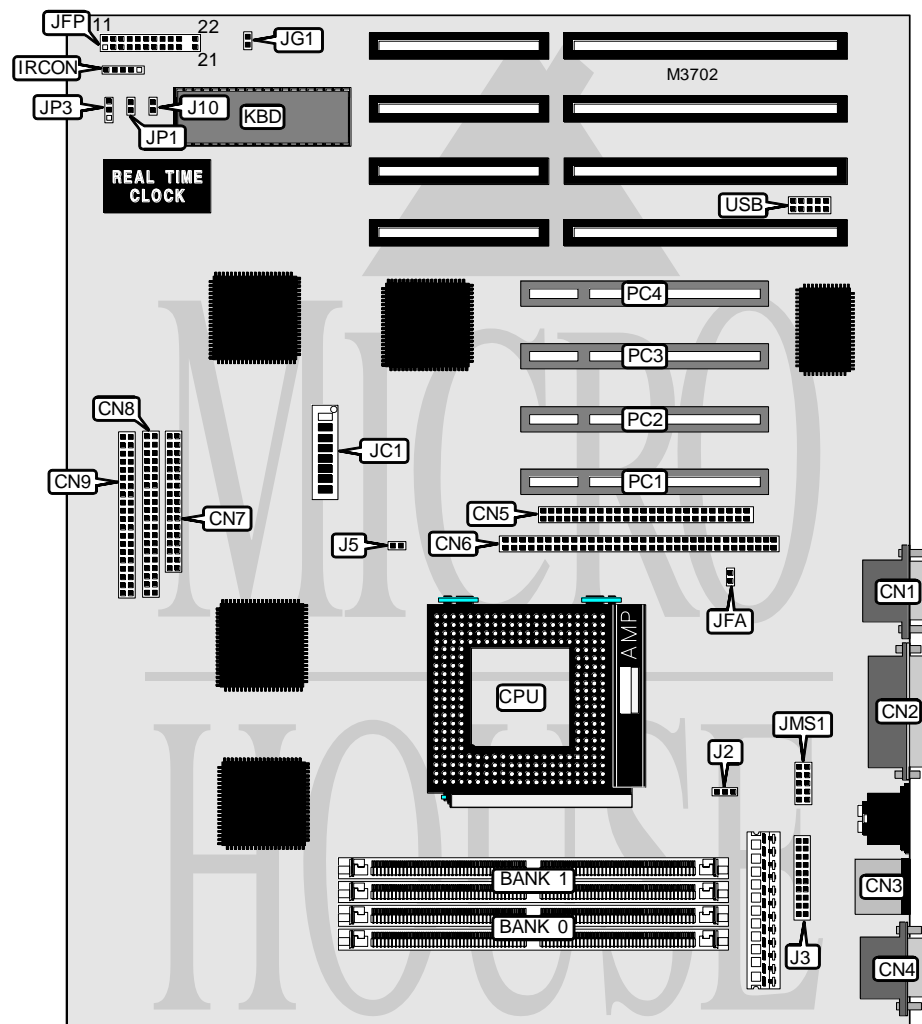 JFP
11
22
21
JG1
IRCON
M3702
JP3
JP1
J10
KBD
REAL TIME
CLOCK
USB
PC4
PC3
PC2
PC1
CN8
CN9
CN7
JC1
CN5
J5
CN6
JFA
CN1
AMP
CPU
CN2
JMS1
J2
BANK 1
BANK 0
CN3
J3
CN4
MICRO
HOUSE